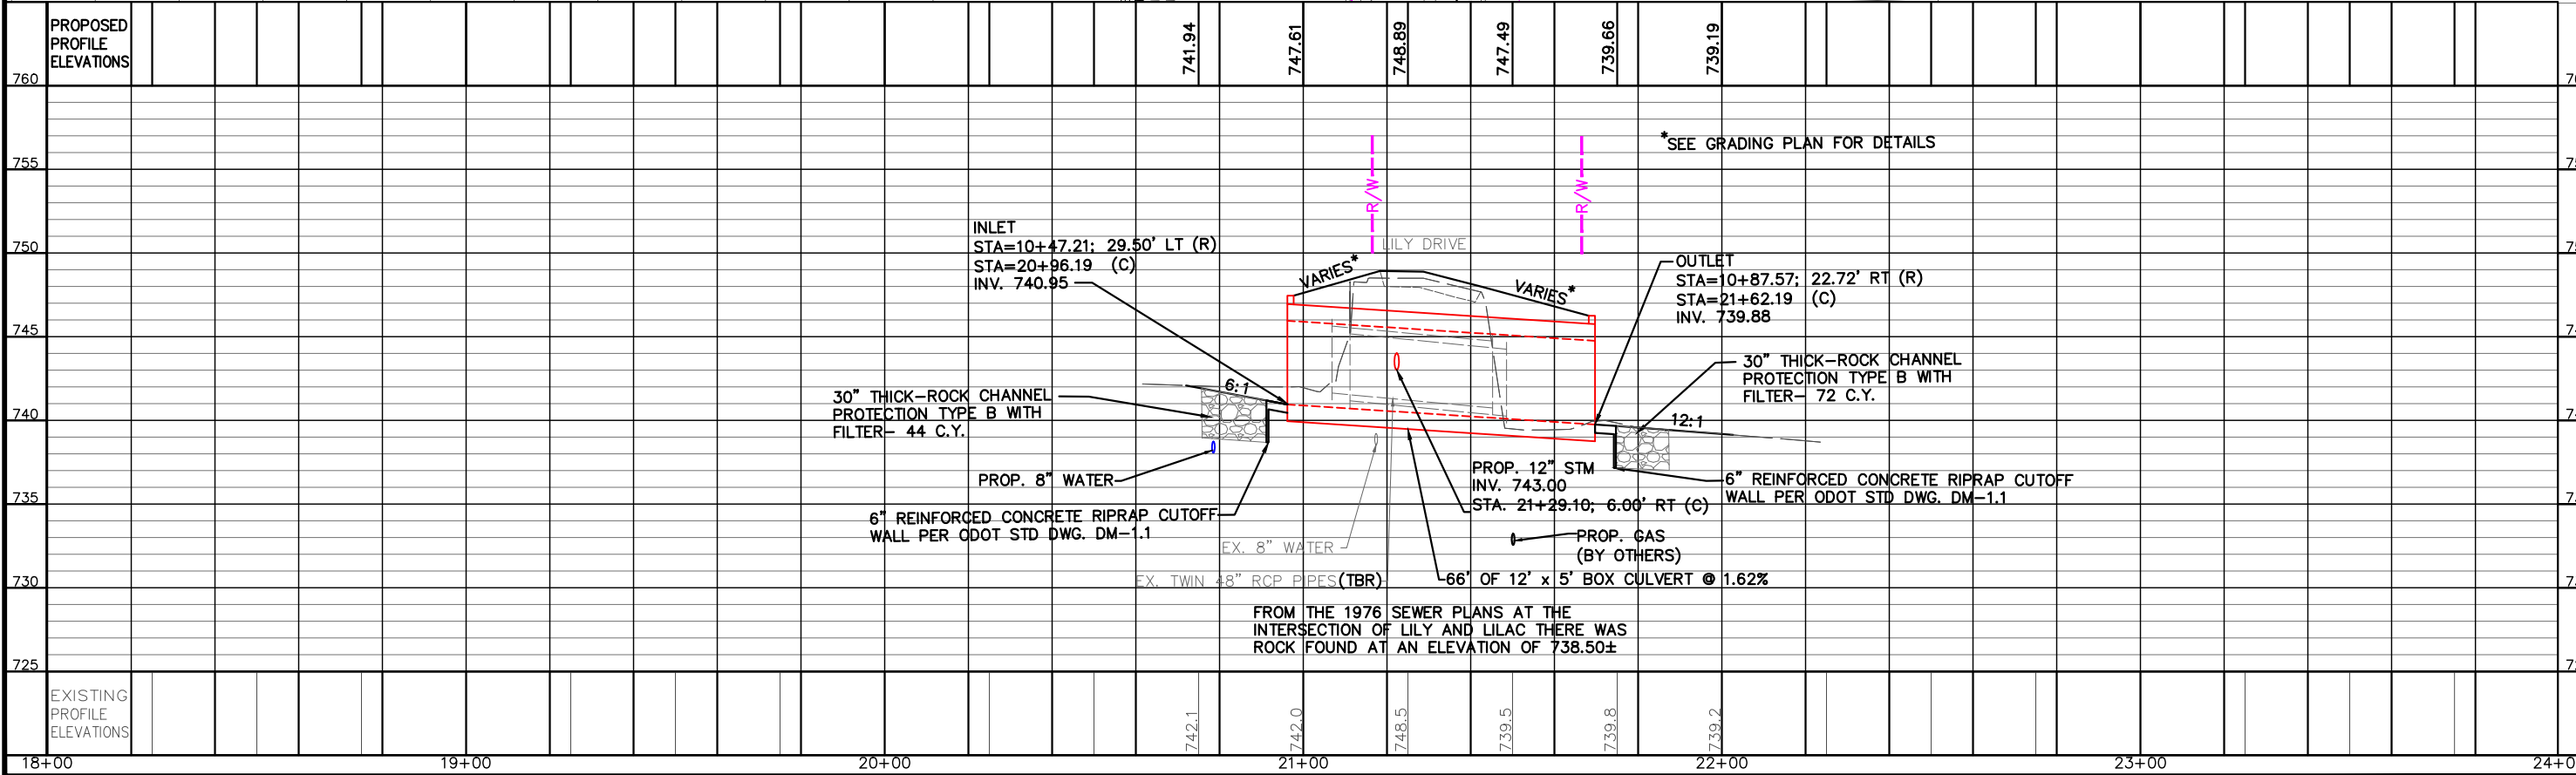 PROPOSED
PROFILE
ELEVATIONS
741.94
747.61
748.89
747.49
739.66
739.19
760
755
750
745
740
735
730
725
*SEE GRADING PLAN FOR DETAILS
R/W
R/W
LILY DRIVE
INLET
STA=10+47.21; 29.50' LT (R)
STA=20+96.19 (C)
INV. 740.95
VARIES*
VARIES*
OUTLET
STA=10+87.57; 22.72' RT (R)
STA=21+62.19 (C)
INV. 739.88
30" THICK-ROCK CHANNEL
PROTECTION TYPE B WITH
FILTER- 44 C.Y.
6:1
30" THICK-ROCK CHANNEL
PROTECTION TYPE B WITH
FILTER- 72 C.Y.
12:1
PROP. 8" WATER
PROP. 12" STM
INV. 743.00
STA. 21+29.10; 6.00' RT (C)
6" REINFORCED CONCRETE RIPRAP CUTOFF
WALL PER ODOT STD DWG. DM-1.1
6" REINFORCED CONCRETE RIPRAP CUTOFF
WALL PER ODOT STD DWG. DM-1.1
EX. 8" WATER
PROP. GAS
(BY OTHERS)
EX. TWIN 48" RCP PIPES(TBR)
66' OF 12' x 5' BOX CULVERT @ 1.62%
FROM THE 1976 SEWER PLANS AT THE
INTERSECTION OF LILY AND LILAC THERE WAS
ROCK FOUND AT AN ELEVATION OF 738.50±
EXISTING
PROFILE
ELEVATIONS
742.1
742.0
748.5
739.5
739.8
739.2
18+00
19+00
20+00
21+00
22+00
23+00